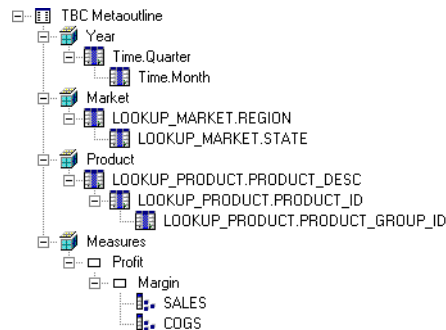 TBC Metaoutline
Year
Time.Quarter
Time.Month
Market
LOOKUP_MARKET.REGION
LOOKUP_MARKET.STATE
Product
LOOKUP_PRODUCT.PRODUCT_DESC
LOOKUP_PRODUCT.PRODUCT_ID
LOOKUP_PRODUCT.PRODUCT_GROUP_ID
Measures
Profit
Margin
SALES
COGS